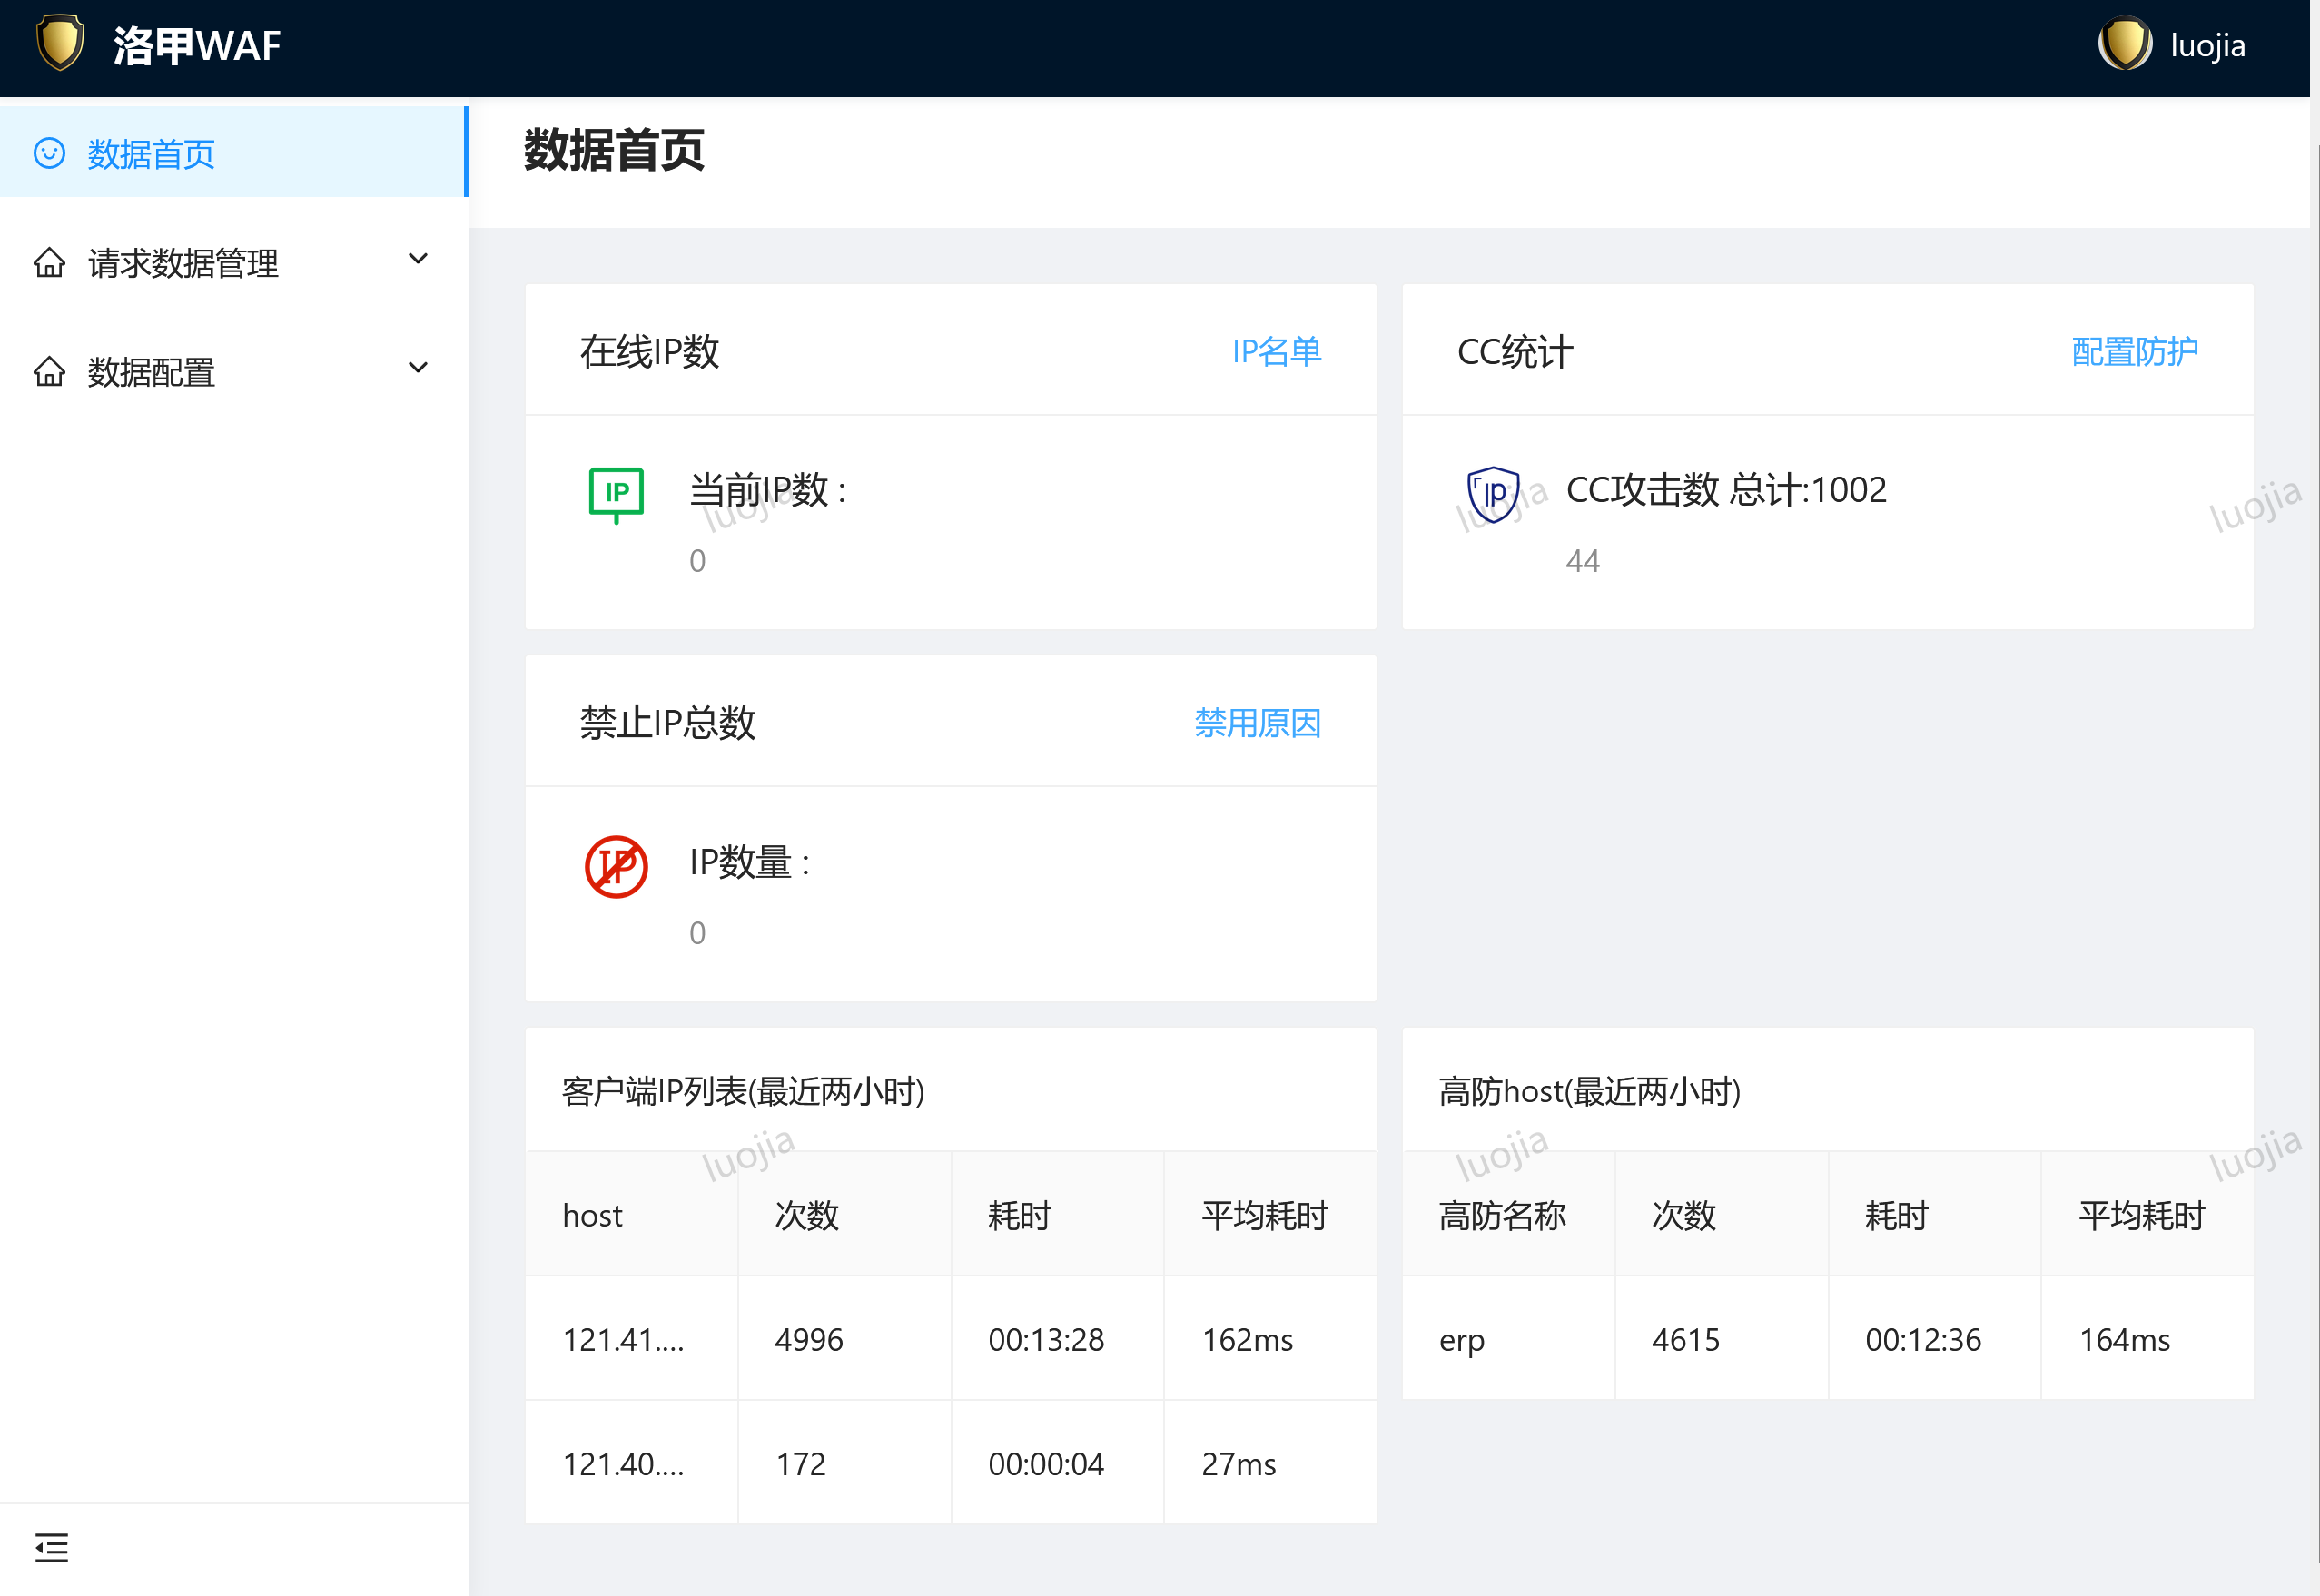 洛甲WAF
luojia
数据首页
请求数据管理
数据配置
数据首页
在线IP数
IP名单
IP
当前IP数：
0
CC统计
配置防护
IP
CC攻击数 总计:1002
44
禁止IP总数
禁用原因
IP
IP数量：
0
客户端IP列表(最近两小时)
host 次数 耗时 平均耗时
121.41.... 4996 00:13:28 162ms
121.40.... 172 00:00:04 27ms
高防host(最近两小时)
高防名称 次数 耗时 平均耗时
erp 4615 00:12:36 164ms
luojia
luojia
luojia
luojia
luojia
luojia